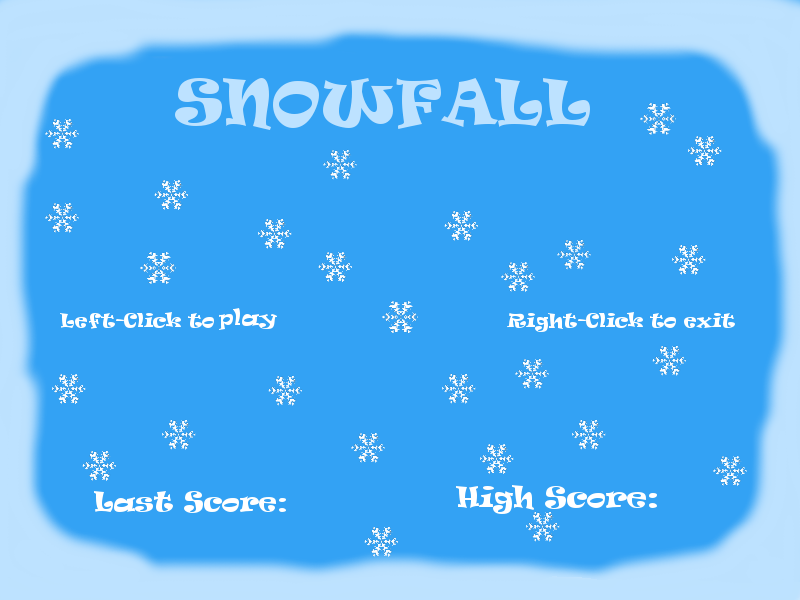 SNOWFALL
Left-Click to play
Right-Click to exit
Last Score:
High Score: